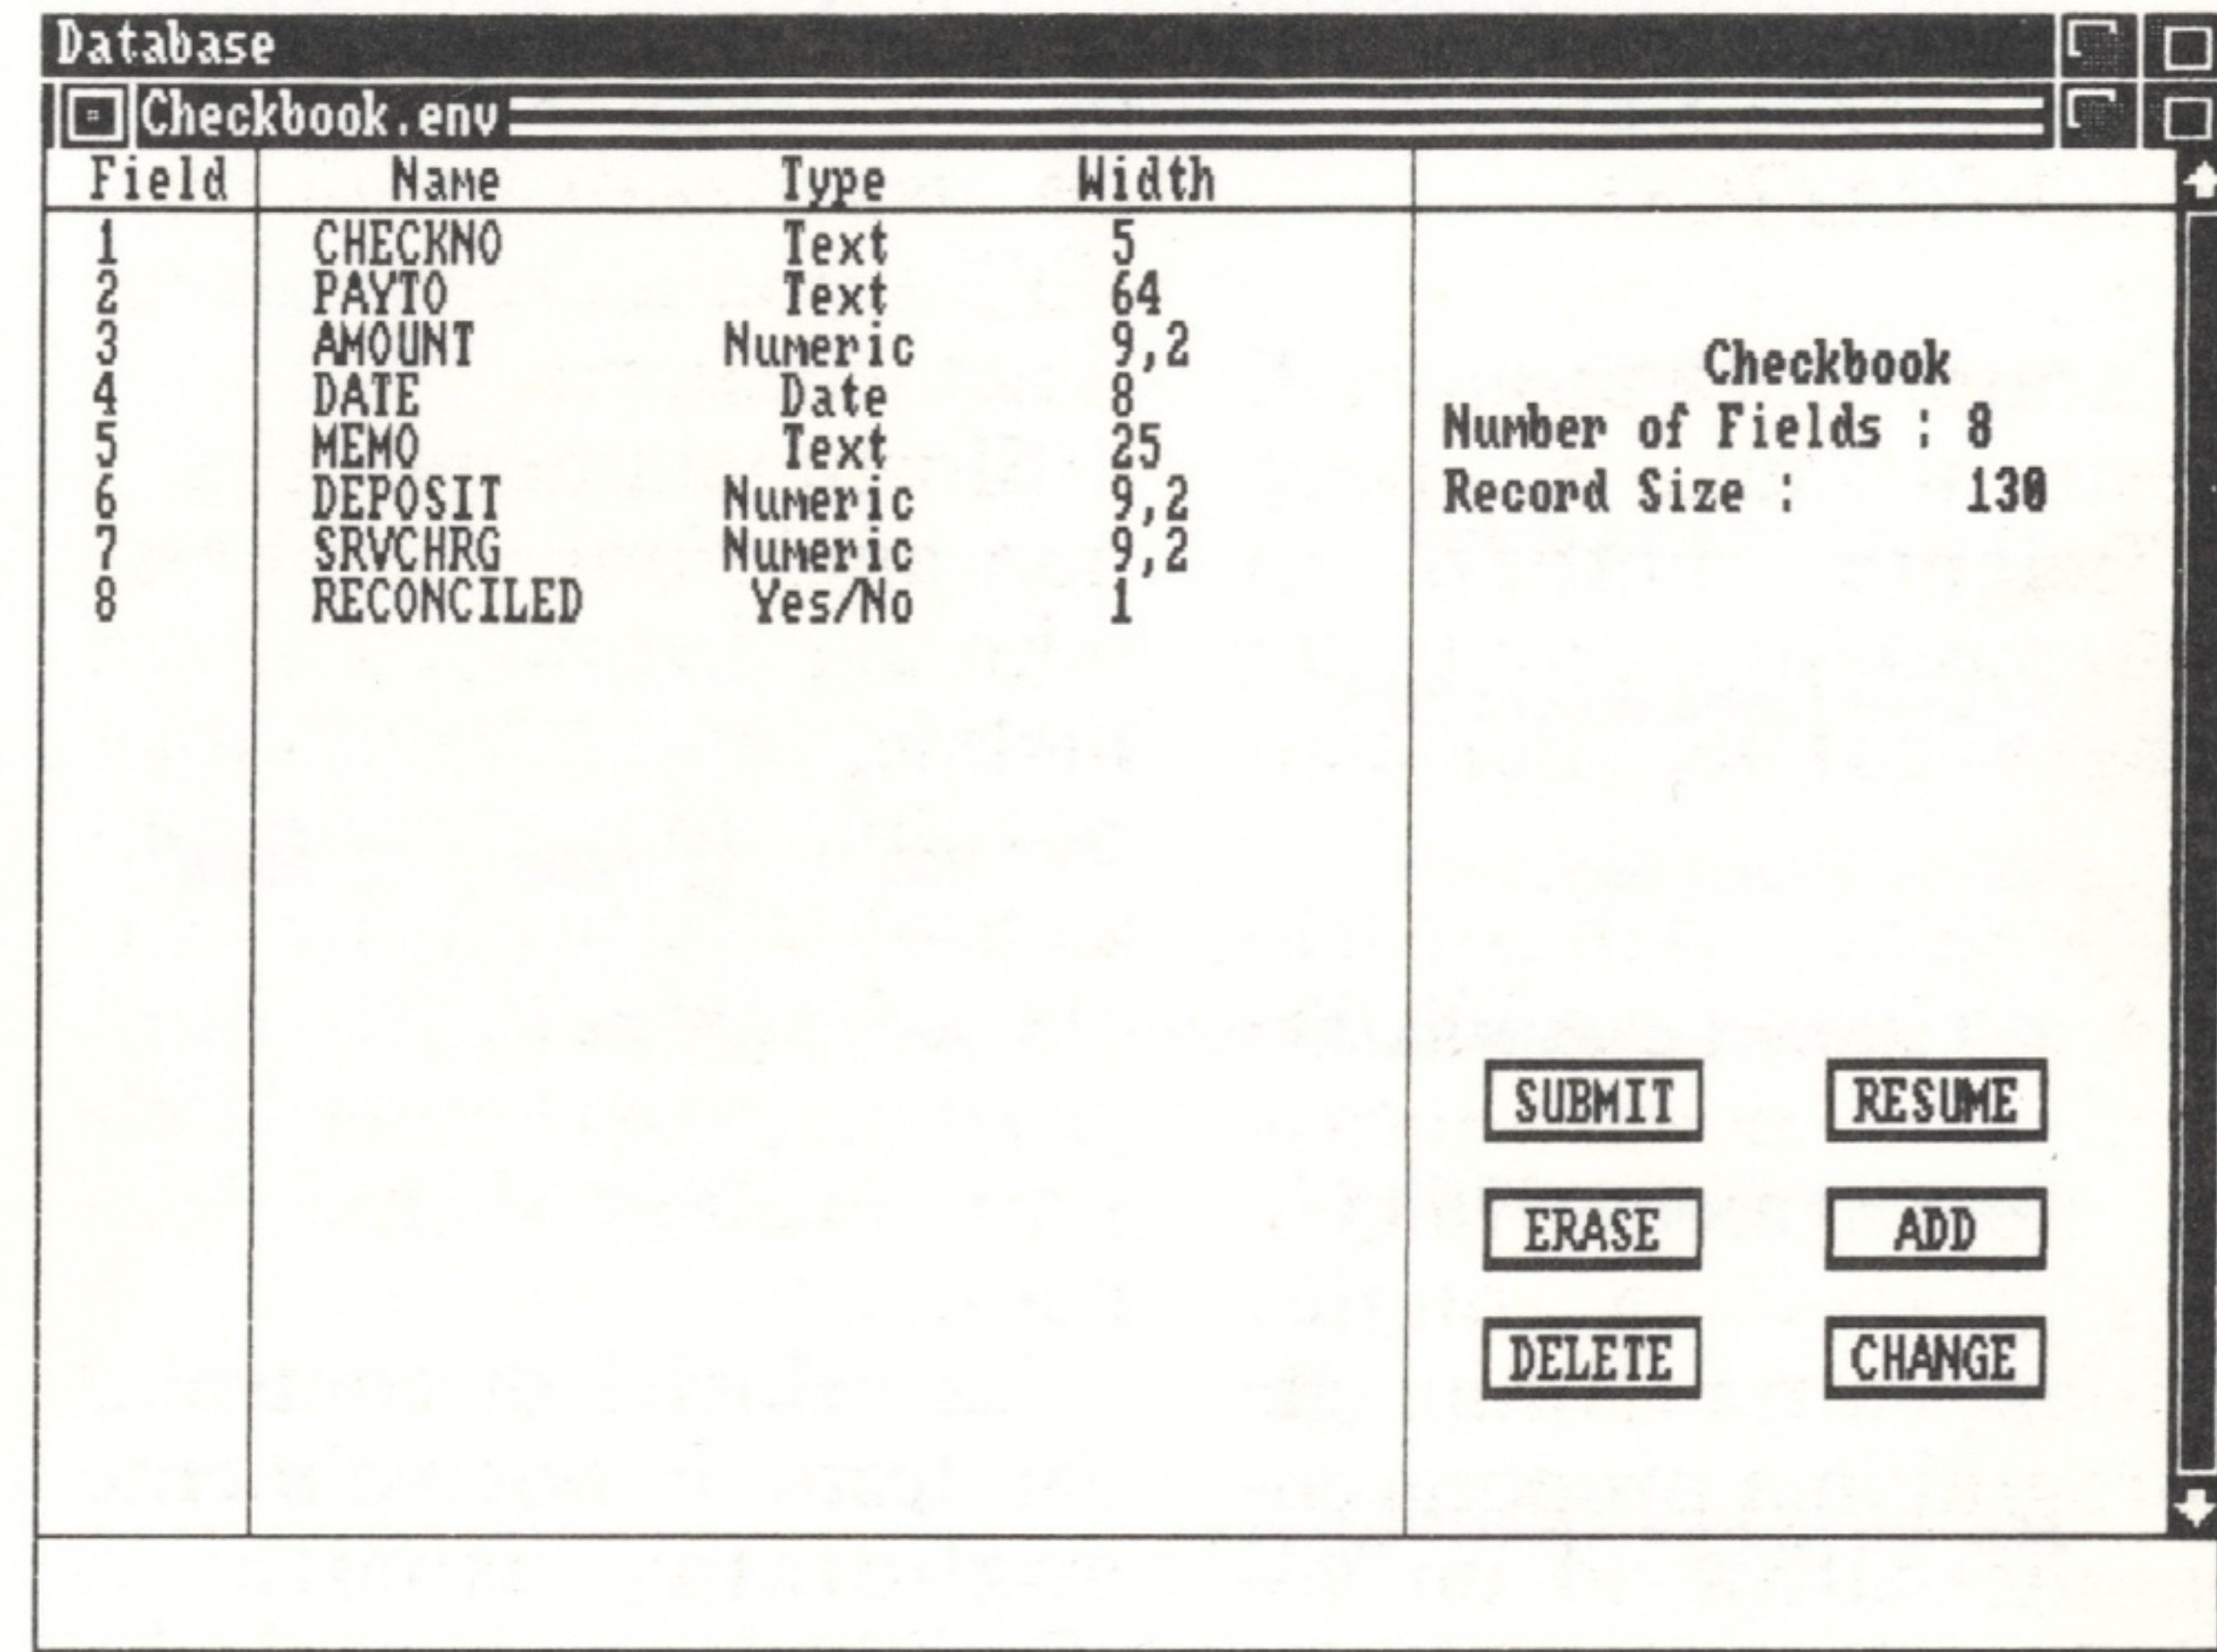 Database
Checkbook.env
Field Name Type Width
1 CHECKNO Text 5
2 PAYTO Text 64
3 AMOUNT Numeric 9,2
4 DATE Date 8
5 MEMO Text 25
6 DEPOSIT Numeric 9,2
7 SRVCHRG Numeric 9,2
8 RECONCILED Yes/No 1
Checkbook
Number of Fields : 8
Record Size : 130
SUBMIT RESUME
ERASE ADD
DELETE CHANGE